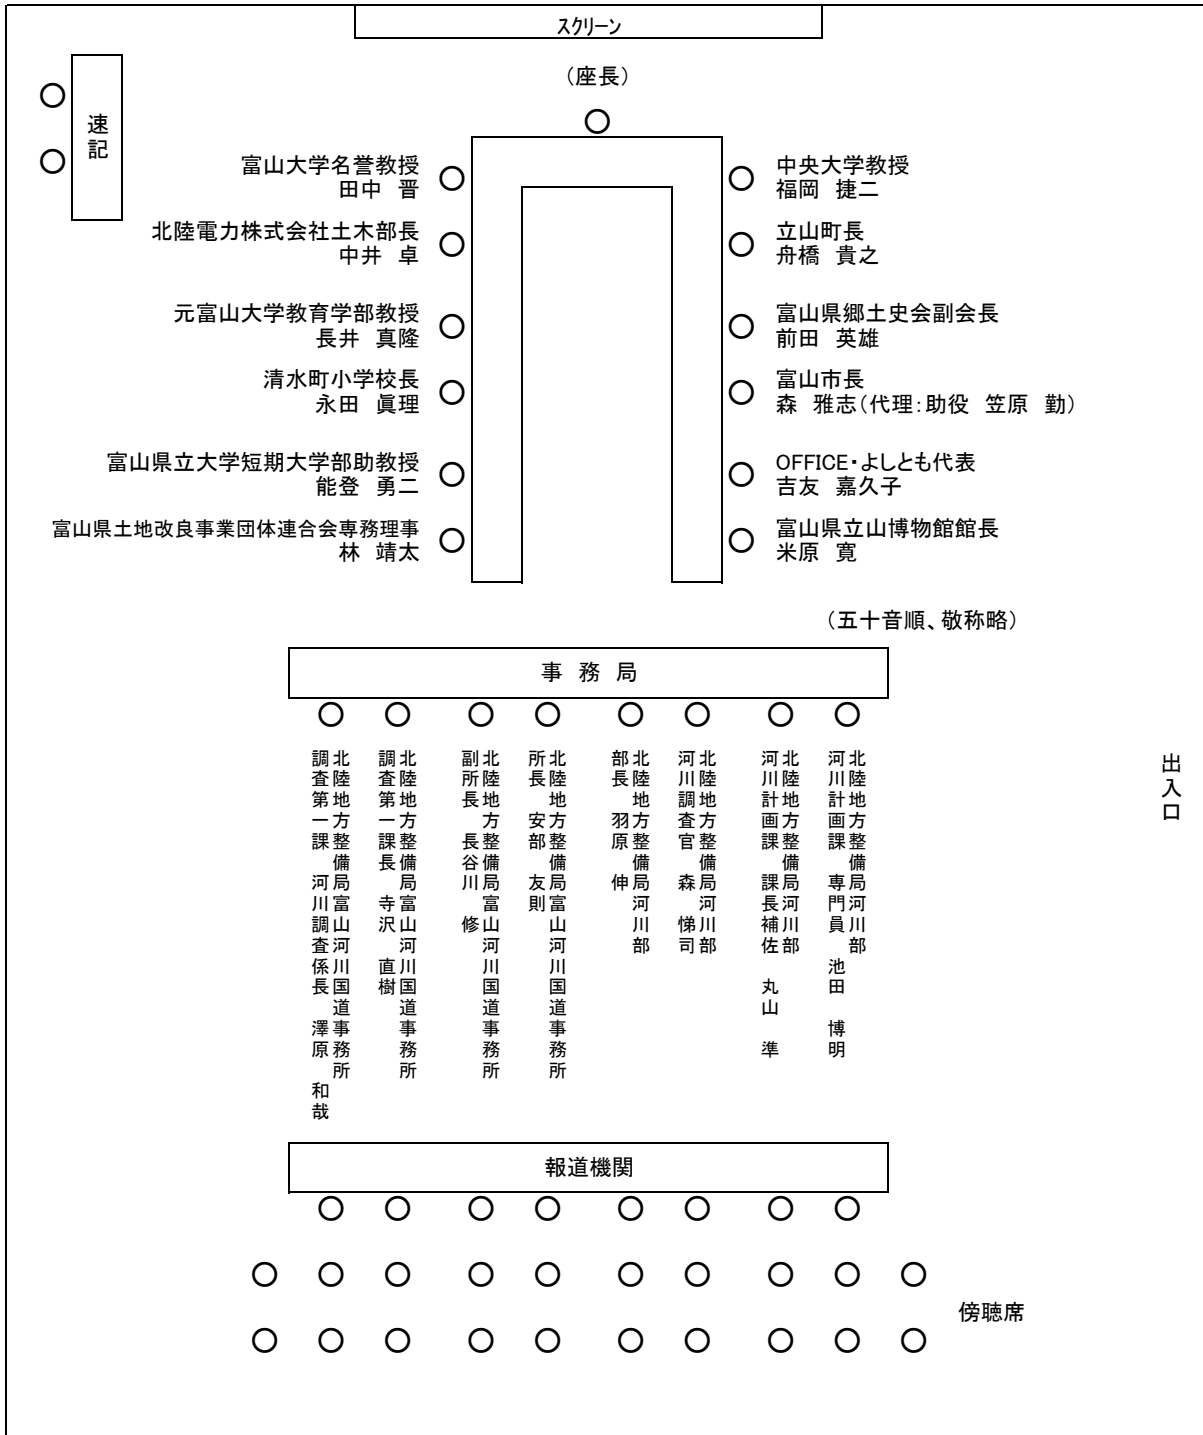 スクリーン
（座長）
速記
富山大学名誉教授
田中　晋
北陸電力株式会社土木部長
中井　卓
元富山大学教育学部教授
長井　真隆
清水町小学校長
永田　眞理
富山県立大学短期大学部助教授
能登　勇二
富山県土地改良事業団体連合会専務理事
林　靖太
中央大学教授
福岡　捷二
立山町長
舟橋　貴之
富山県郷土史会副会長
前田　英雄
富山市長
森　雅志（代理：助役　笠原　勤）
OFFICE・よしとも代表
吉友　嘉久子
富山県立山博物館館長
米原　寛
（五十音順、敬称略）
事　務　局
北陸地方整備局河川部
河川計画課　専門員　池田　博明
北陸地方整備局河川部
河川計画課　課長補佐　丸山　準
北陸地方整備局河川部
河川調査官　森　悌司
北陸地方整備局河川部
部長　羽原　伸
北陸地方整備局富山河川国道事務所
所長　安部　友則
北陸地方整備局富山河川国道事務所
副所長　長谷川　修
北陸地方整備局富山河川国道事務所
調査第一課長　寺沢　直樹
北陸地方整備局富山河川国道事務所
調査第一課　河川調査係長　澤原　和哉
出入口
報道機関
傍聴席